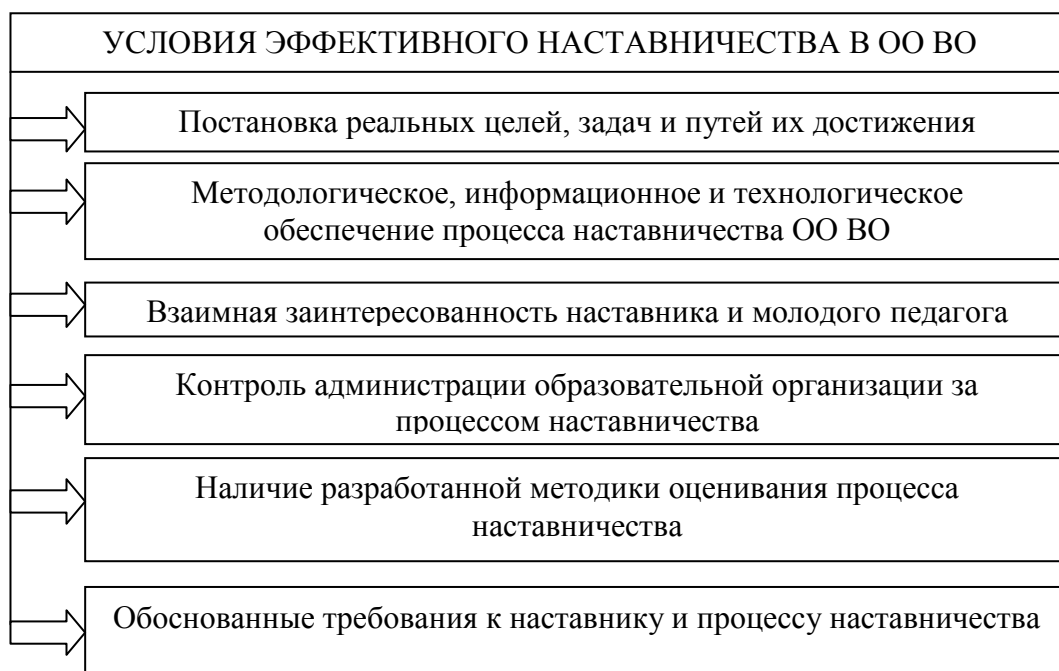 УСЛОВИЯ ЭФФЕКТИВНОГО НАСТАВНИЧЕСТВА В ОО ВО
Постановка реальных целей, задач и путей их достижения
Методологическое, информационное и технологическое
обеспечение процесса наставничества ОО ВО
Взаимная заинтересованность наставника и молодого педагога
Контроль администрации образовательной организации за
процессом наставничества
Наличие разработанной методики оценивания процесса
наставничества
Обоснованные требования к наставнику и процессу наставничества